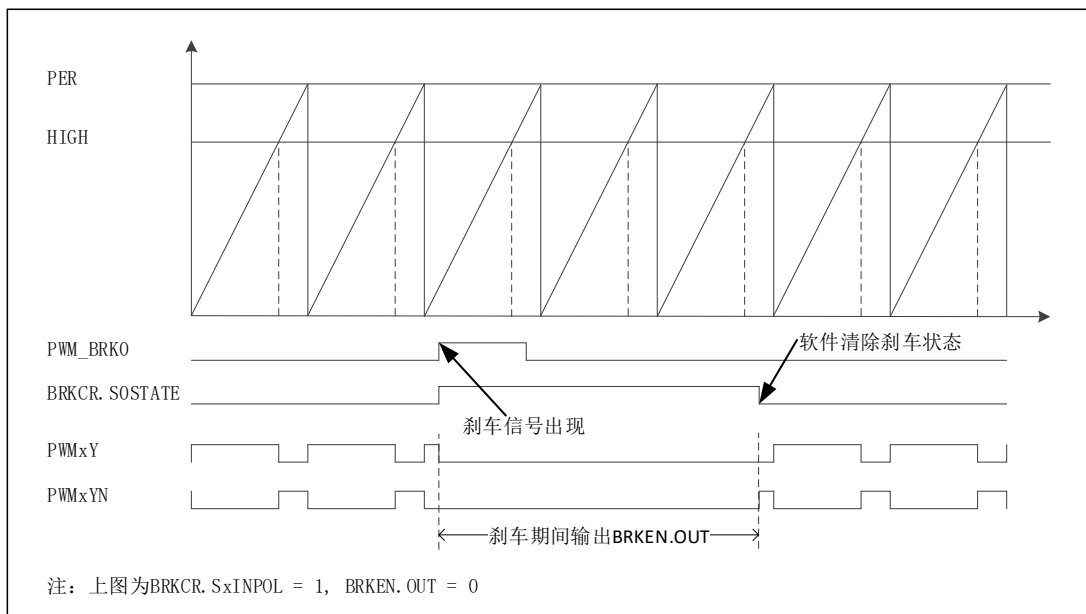 PER
HIGH
PWM_BRK0
软件清除刹车状态
BRKCR.S0STATE
刹车信号出现
PWMxY
PWMxYN
刹车期间输出BRKEN.OUT
注：上图为BRKCR.SxINPOL = 1, BRKEN.OUT = 0